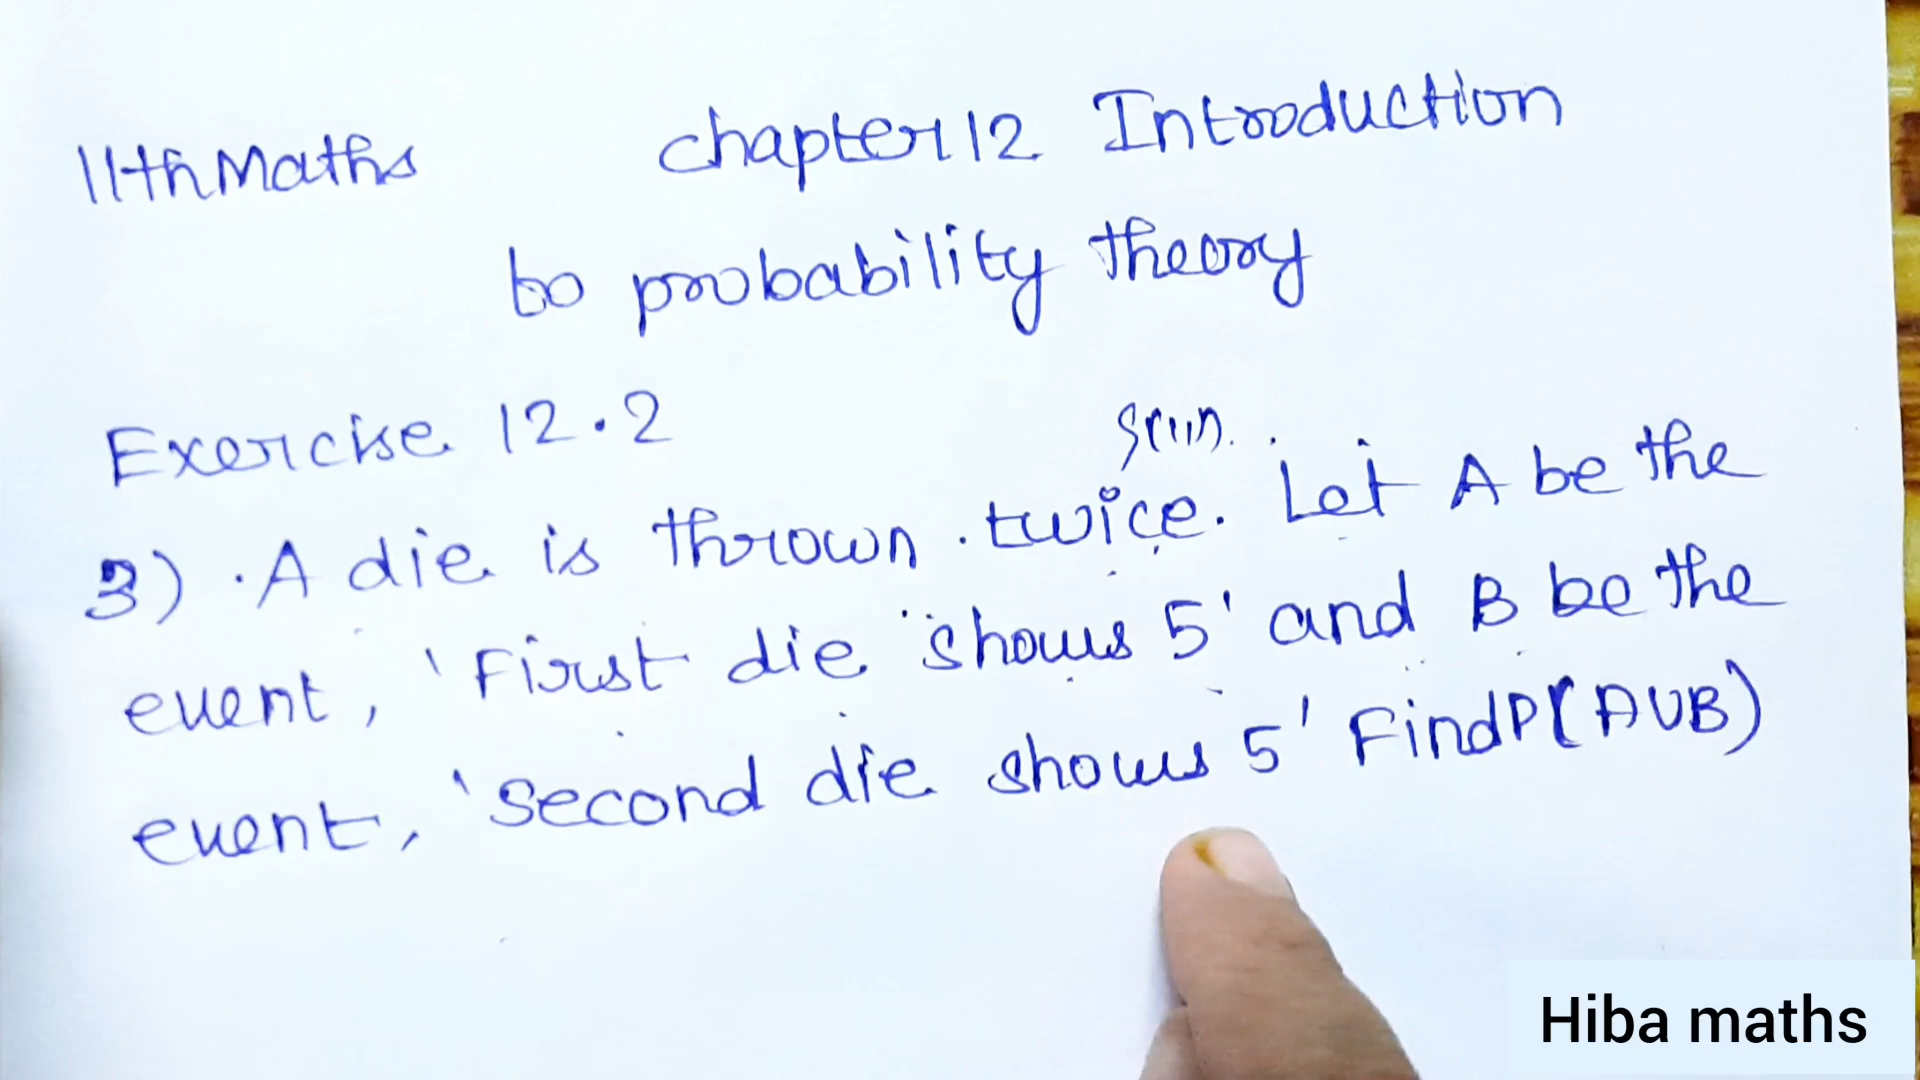 11th Maths chapter 12 Introduction
to probability theory
Exercise 12.2
3) . A die is thrown . twice. Let A be the
event, 'First die shows 5' and B be the
event, 'Second die shows 5' Find P(AUB)
Hiba maths